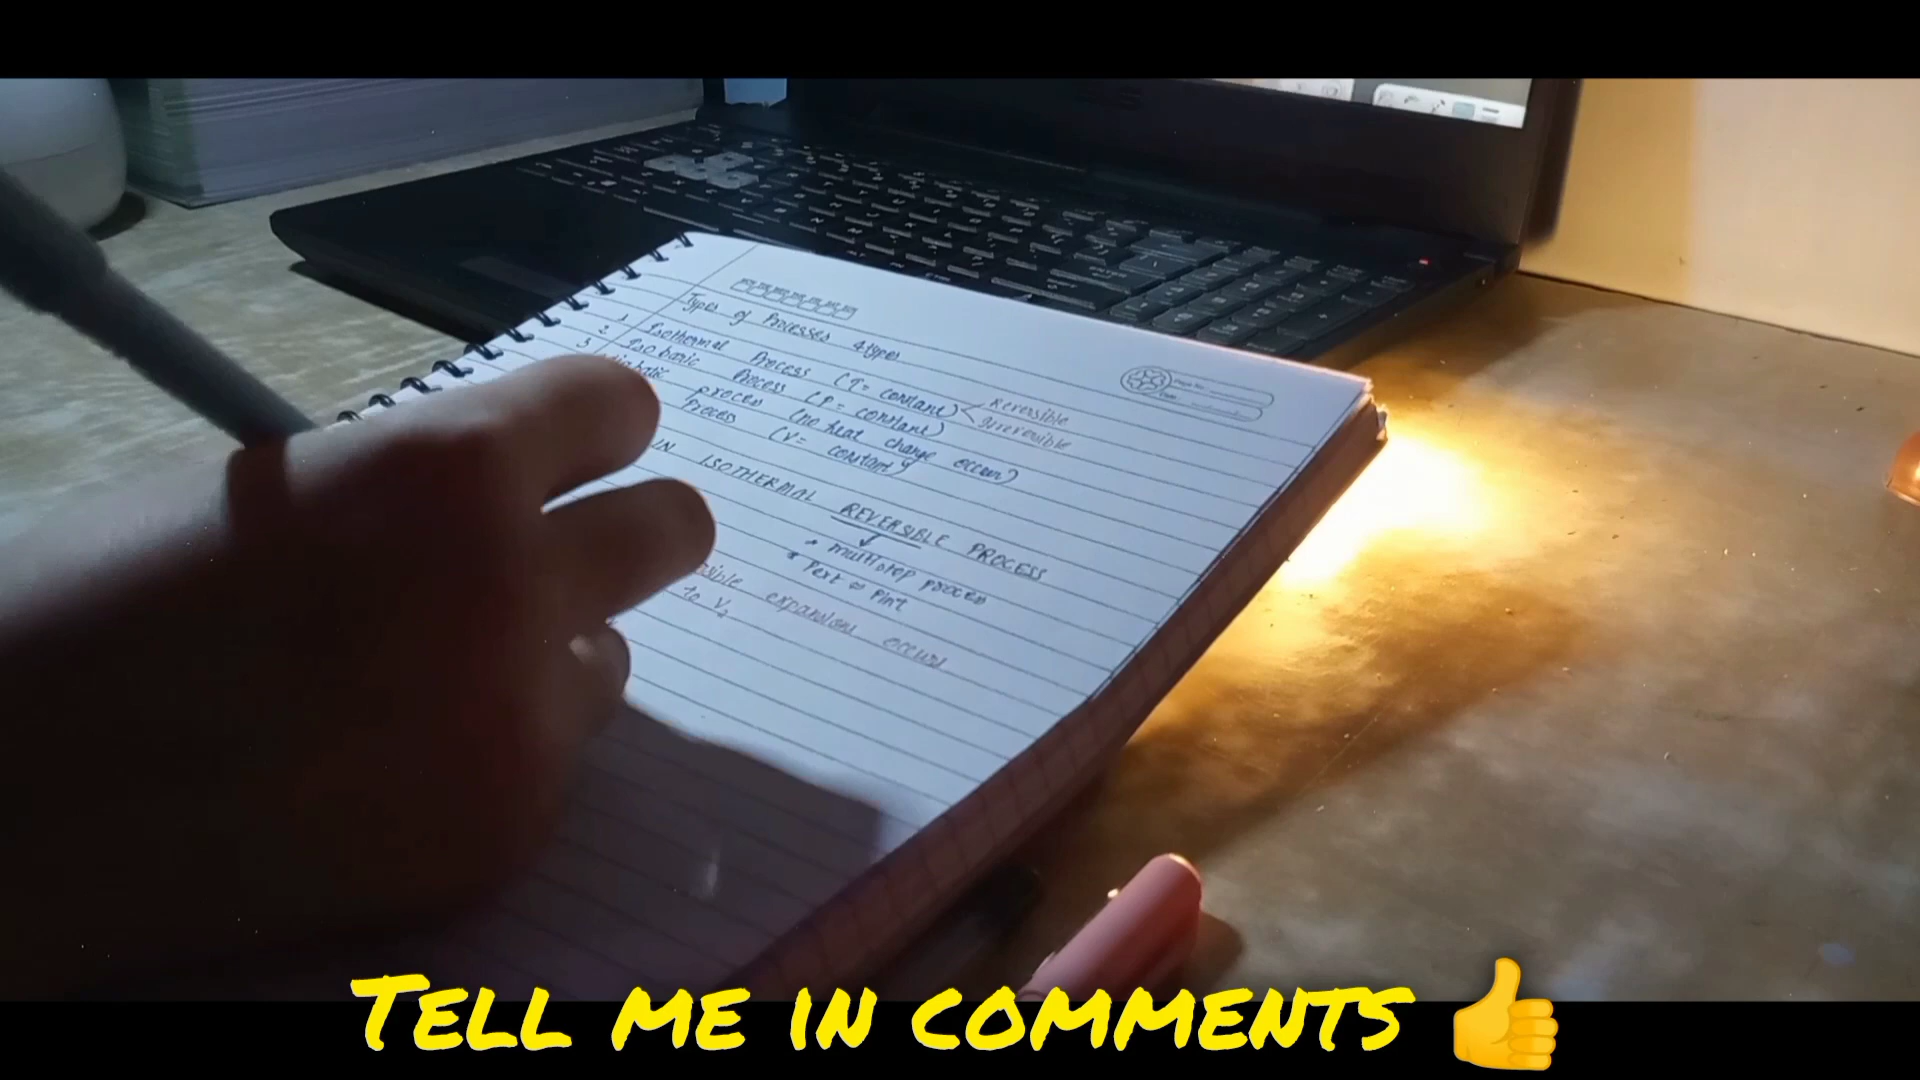 Types of Processes 4 types
1. Isothermal Process (T = constant) Reversible
Irreversible
2. Isobaric Process (P = constant)
3. process (no heat change occur)
Process (V = constant)
IN ISOTHERMAL REVERSIBLE PROCESS
multistep process
Pext ≈ Pint
expansion occurs
to V₂
TELL ME IN COMMENTS 👍